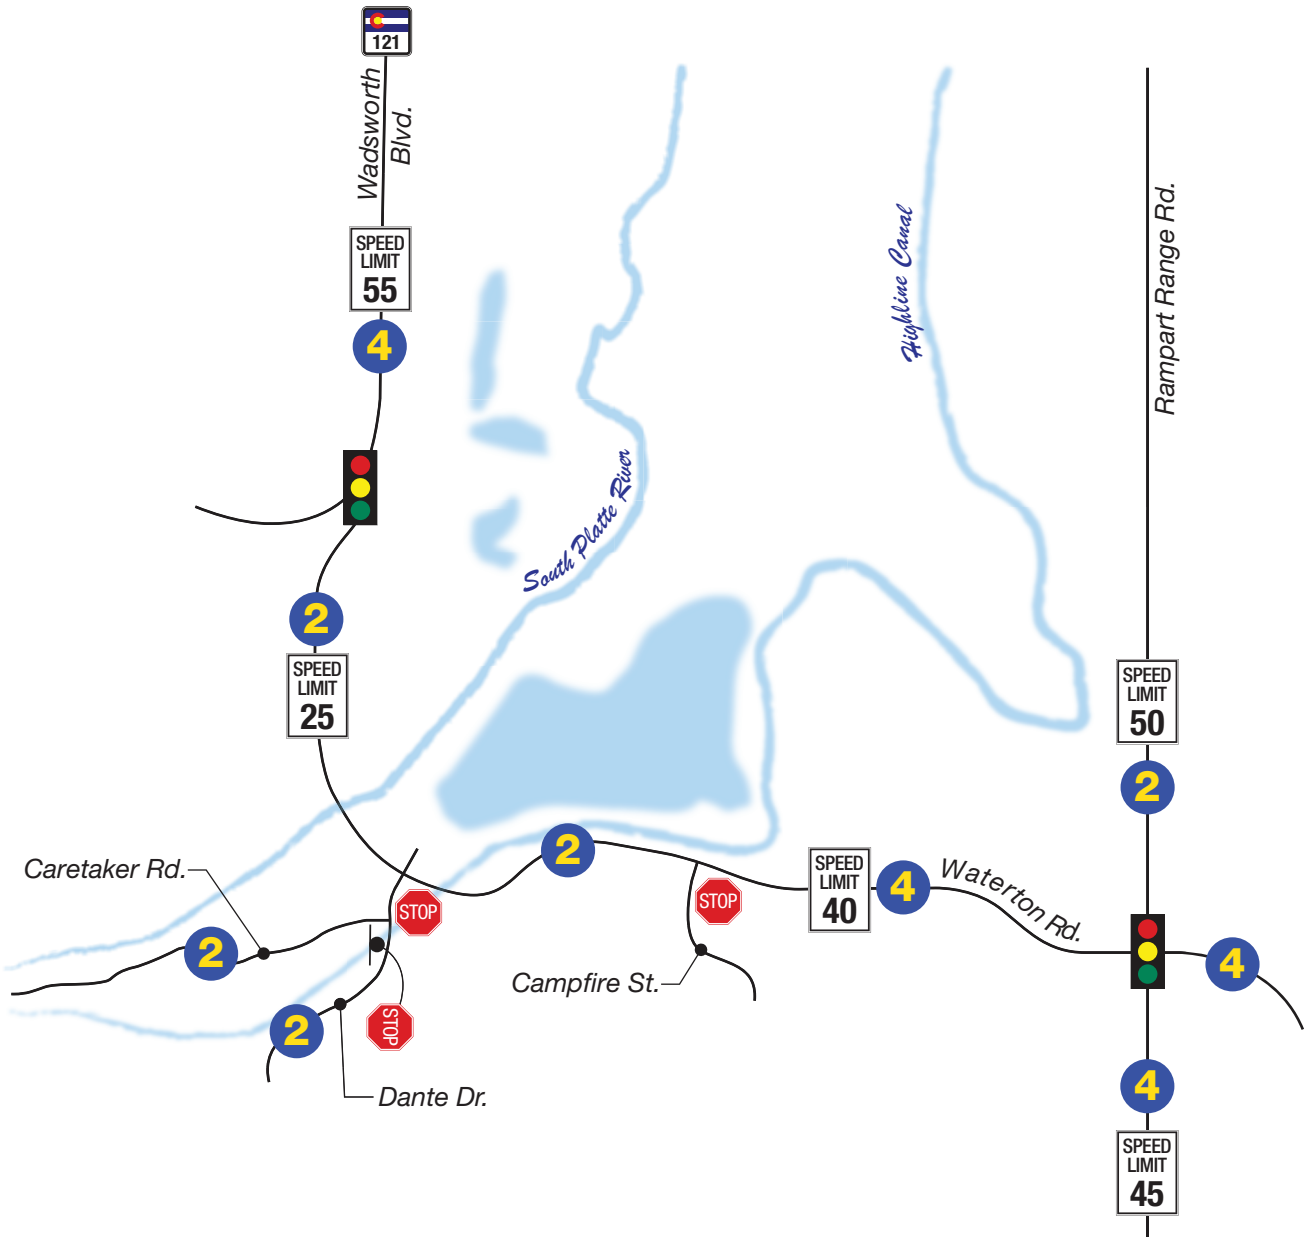 121
Wadsworth
Blvd.
SPEED
LIMIT
55
4
Highline Canal
Rampart Range Rd.
South Platte River
2
SPEED
LIMIT
25
SPEED
LIMIT
50
2
2
Caretaker Rd.
SPEED
LIMIT
40
4
Waterton Rd.
STOP
STOP
2
4
Campfire St.
2
STOP
Dante Dr.
4
SPEED
LIMIT
45